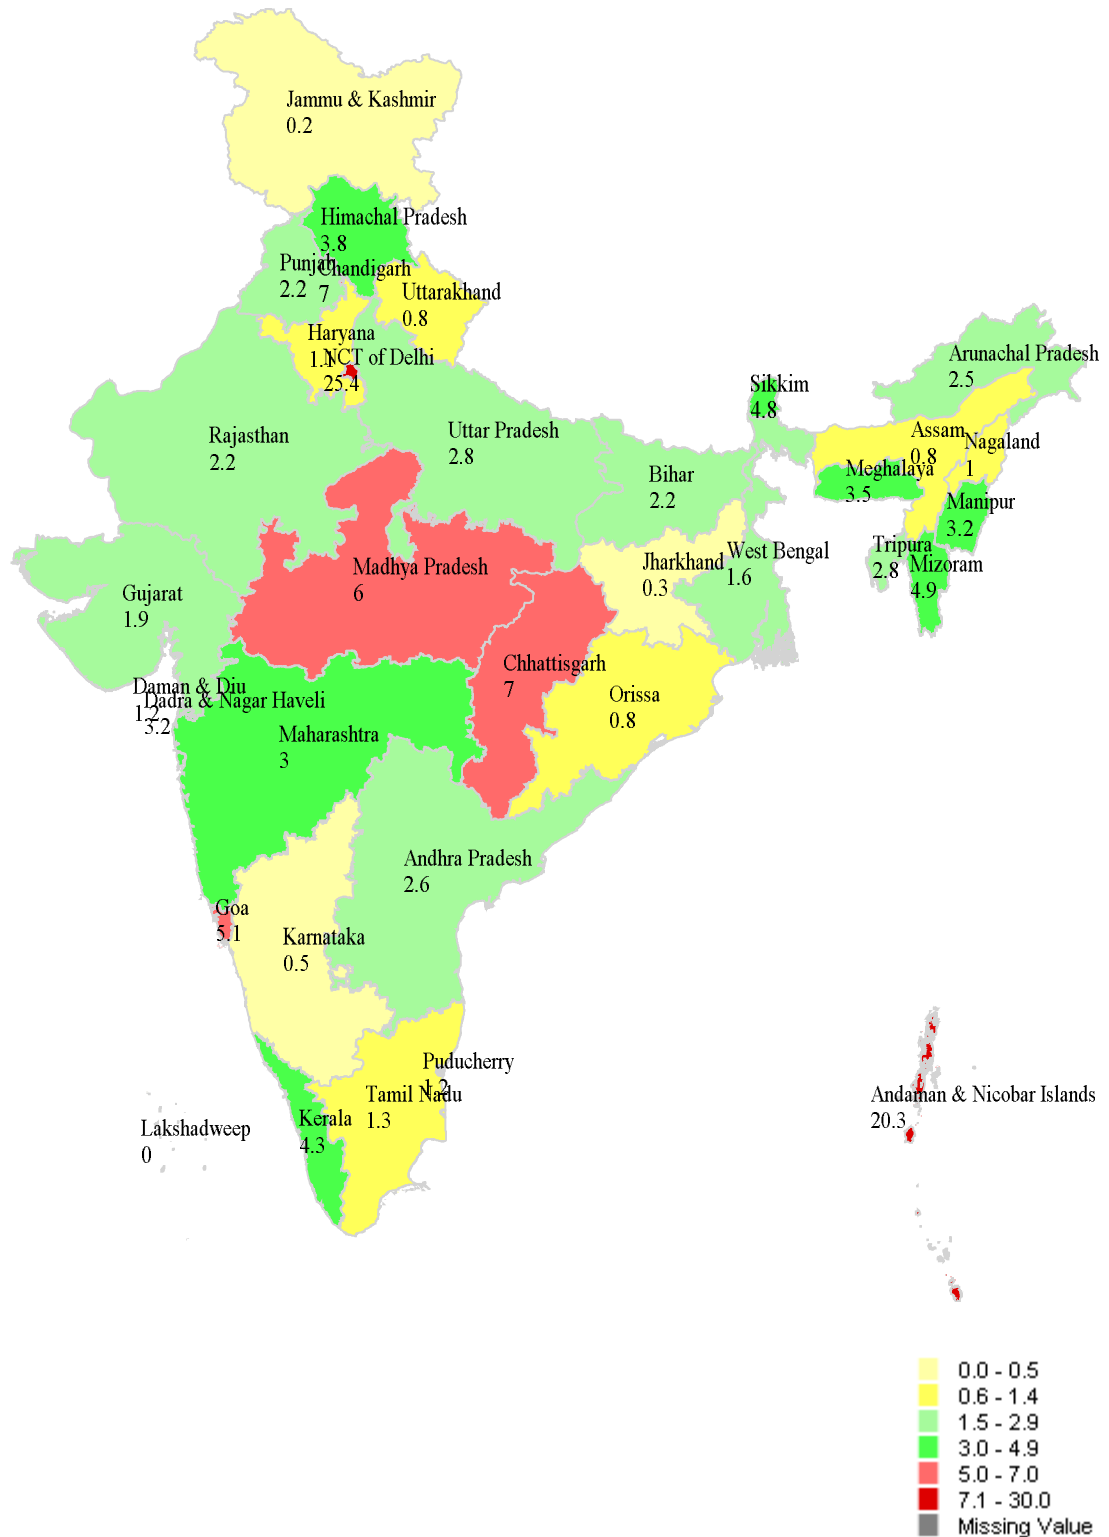 Jammu & Kashmir
0.2
Himachal Pradesh
3.8
Punjab
2.2
Chandigarh
7
Uttarakhand
0.8
Haryana
1.1
NCT of Delhi
25.4
Arunachal Pradesh
2.5
Sikkim
4.8
Rajasthan
2.2
Uttar Pradesh
2.8
Bihar
2.2
Assam
0.8
Nagaland
1
Meghalaya
3.5
Manipur
3.2
Tripura
2.8
Mizoram
4.9
West Bengal
1.6
Jharkhand
0.3
Madhya Pradesh
6
Gujarat
1.9
Chhattisgarh
7
Orissa
0.8
Daman & Diu
1.2
Dadra & Nagar Haveli
3.2
Maharashtra
3
Andhra Pradesh
2.6
Goa
5.1
Karnataka
0.5
Puducherry
1.2
Tamil Nadu
1.3
Kerala
4.3
Lakshadweep
0
Andaman & Nicobar Islands
20.3
0.0 - 0.5
0.6 - 1.4
1.5 - 2.9
3.0 - 4.9
5.0 - 7.0
7.1 - 30.0
Missing Value